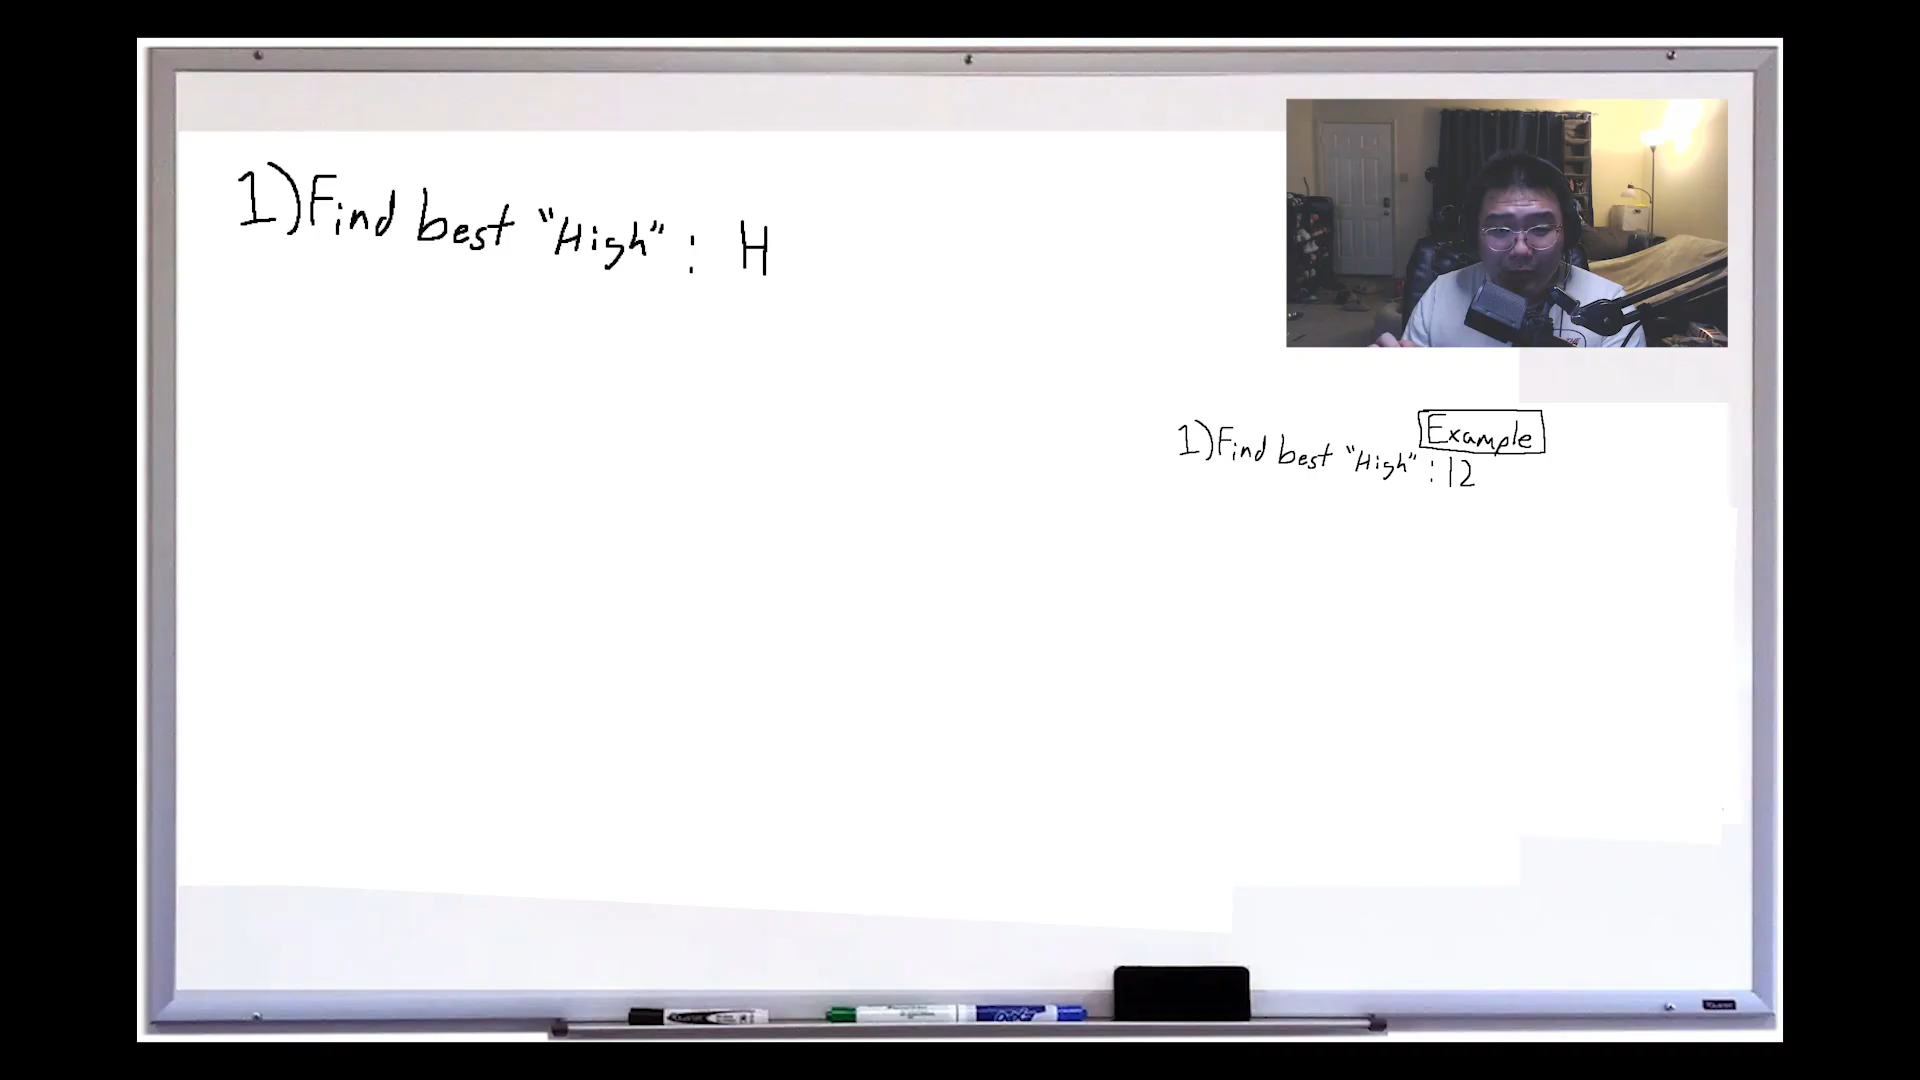 1) Find best "High" : H
Example
1) Find best "High" : 12